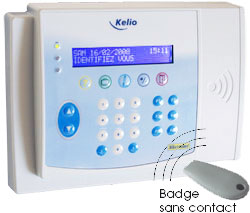 Kelio
SAM 16/02/2008 15:11
IDENTIFIEZ VOUS
Badge
sans contact